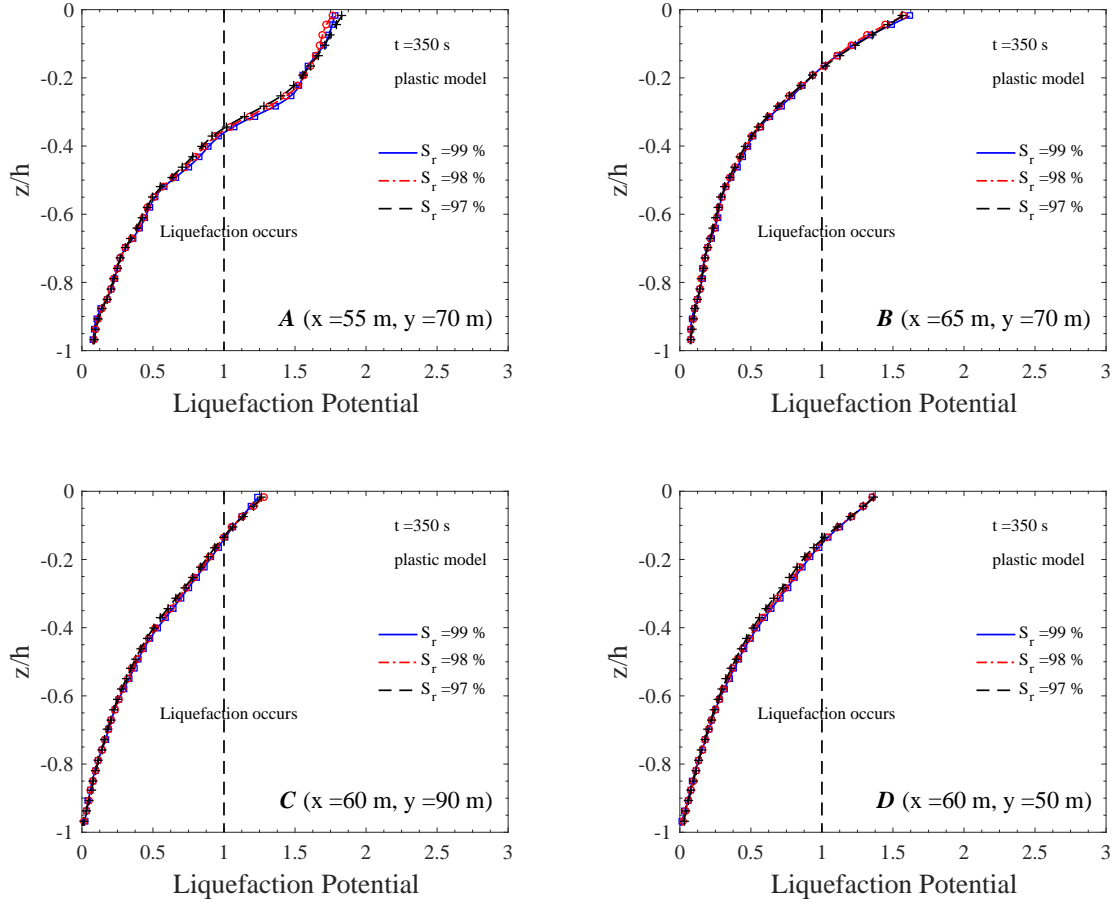 0
-0.2
-0.4
-0.6
-0.8
-1
z/h
t =350 s
plastic model
S_r =99 %
S_r =98 %
S_r =97 %
Liquefaction occurs
A (x =55 m, y =70 m)
0 0.5 1 1.5 2 2.5 3
Liquefaction Potential
0
-0.2
-0.4
-0.6
-0.8
-1
z/h
t =350 s
plastic model
S_r =99 %
S_r =98 %
S_r =97 %
Liquefaction occurs
B (x =65 m, y =70 m)
0 0.5 1 1.5 2 2.5 3
Liquefaction Potential
0
-0.2
-0.4
-0.6
-0.8
-1
z/h
t =350 s
plastic model
S_r =99 %
S_r =98 %
S_r =97 %
Liquefaction occurs
C (x =60 m, y =90 m)
0 0.5 1 1.5 2 2.5 3
Liquefaction Potential
0
-0.2
-0.4
-0.6
-0.8
-1
z/h
t =350 s
plastic model
S_r =99 %
S_r =98 %
S_r =97 %
Liquefaction occurs
D (x =60 m, y =50 m)
0 0.5 1 1.5 2 2.5 3
Liquefaction Potential